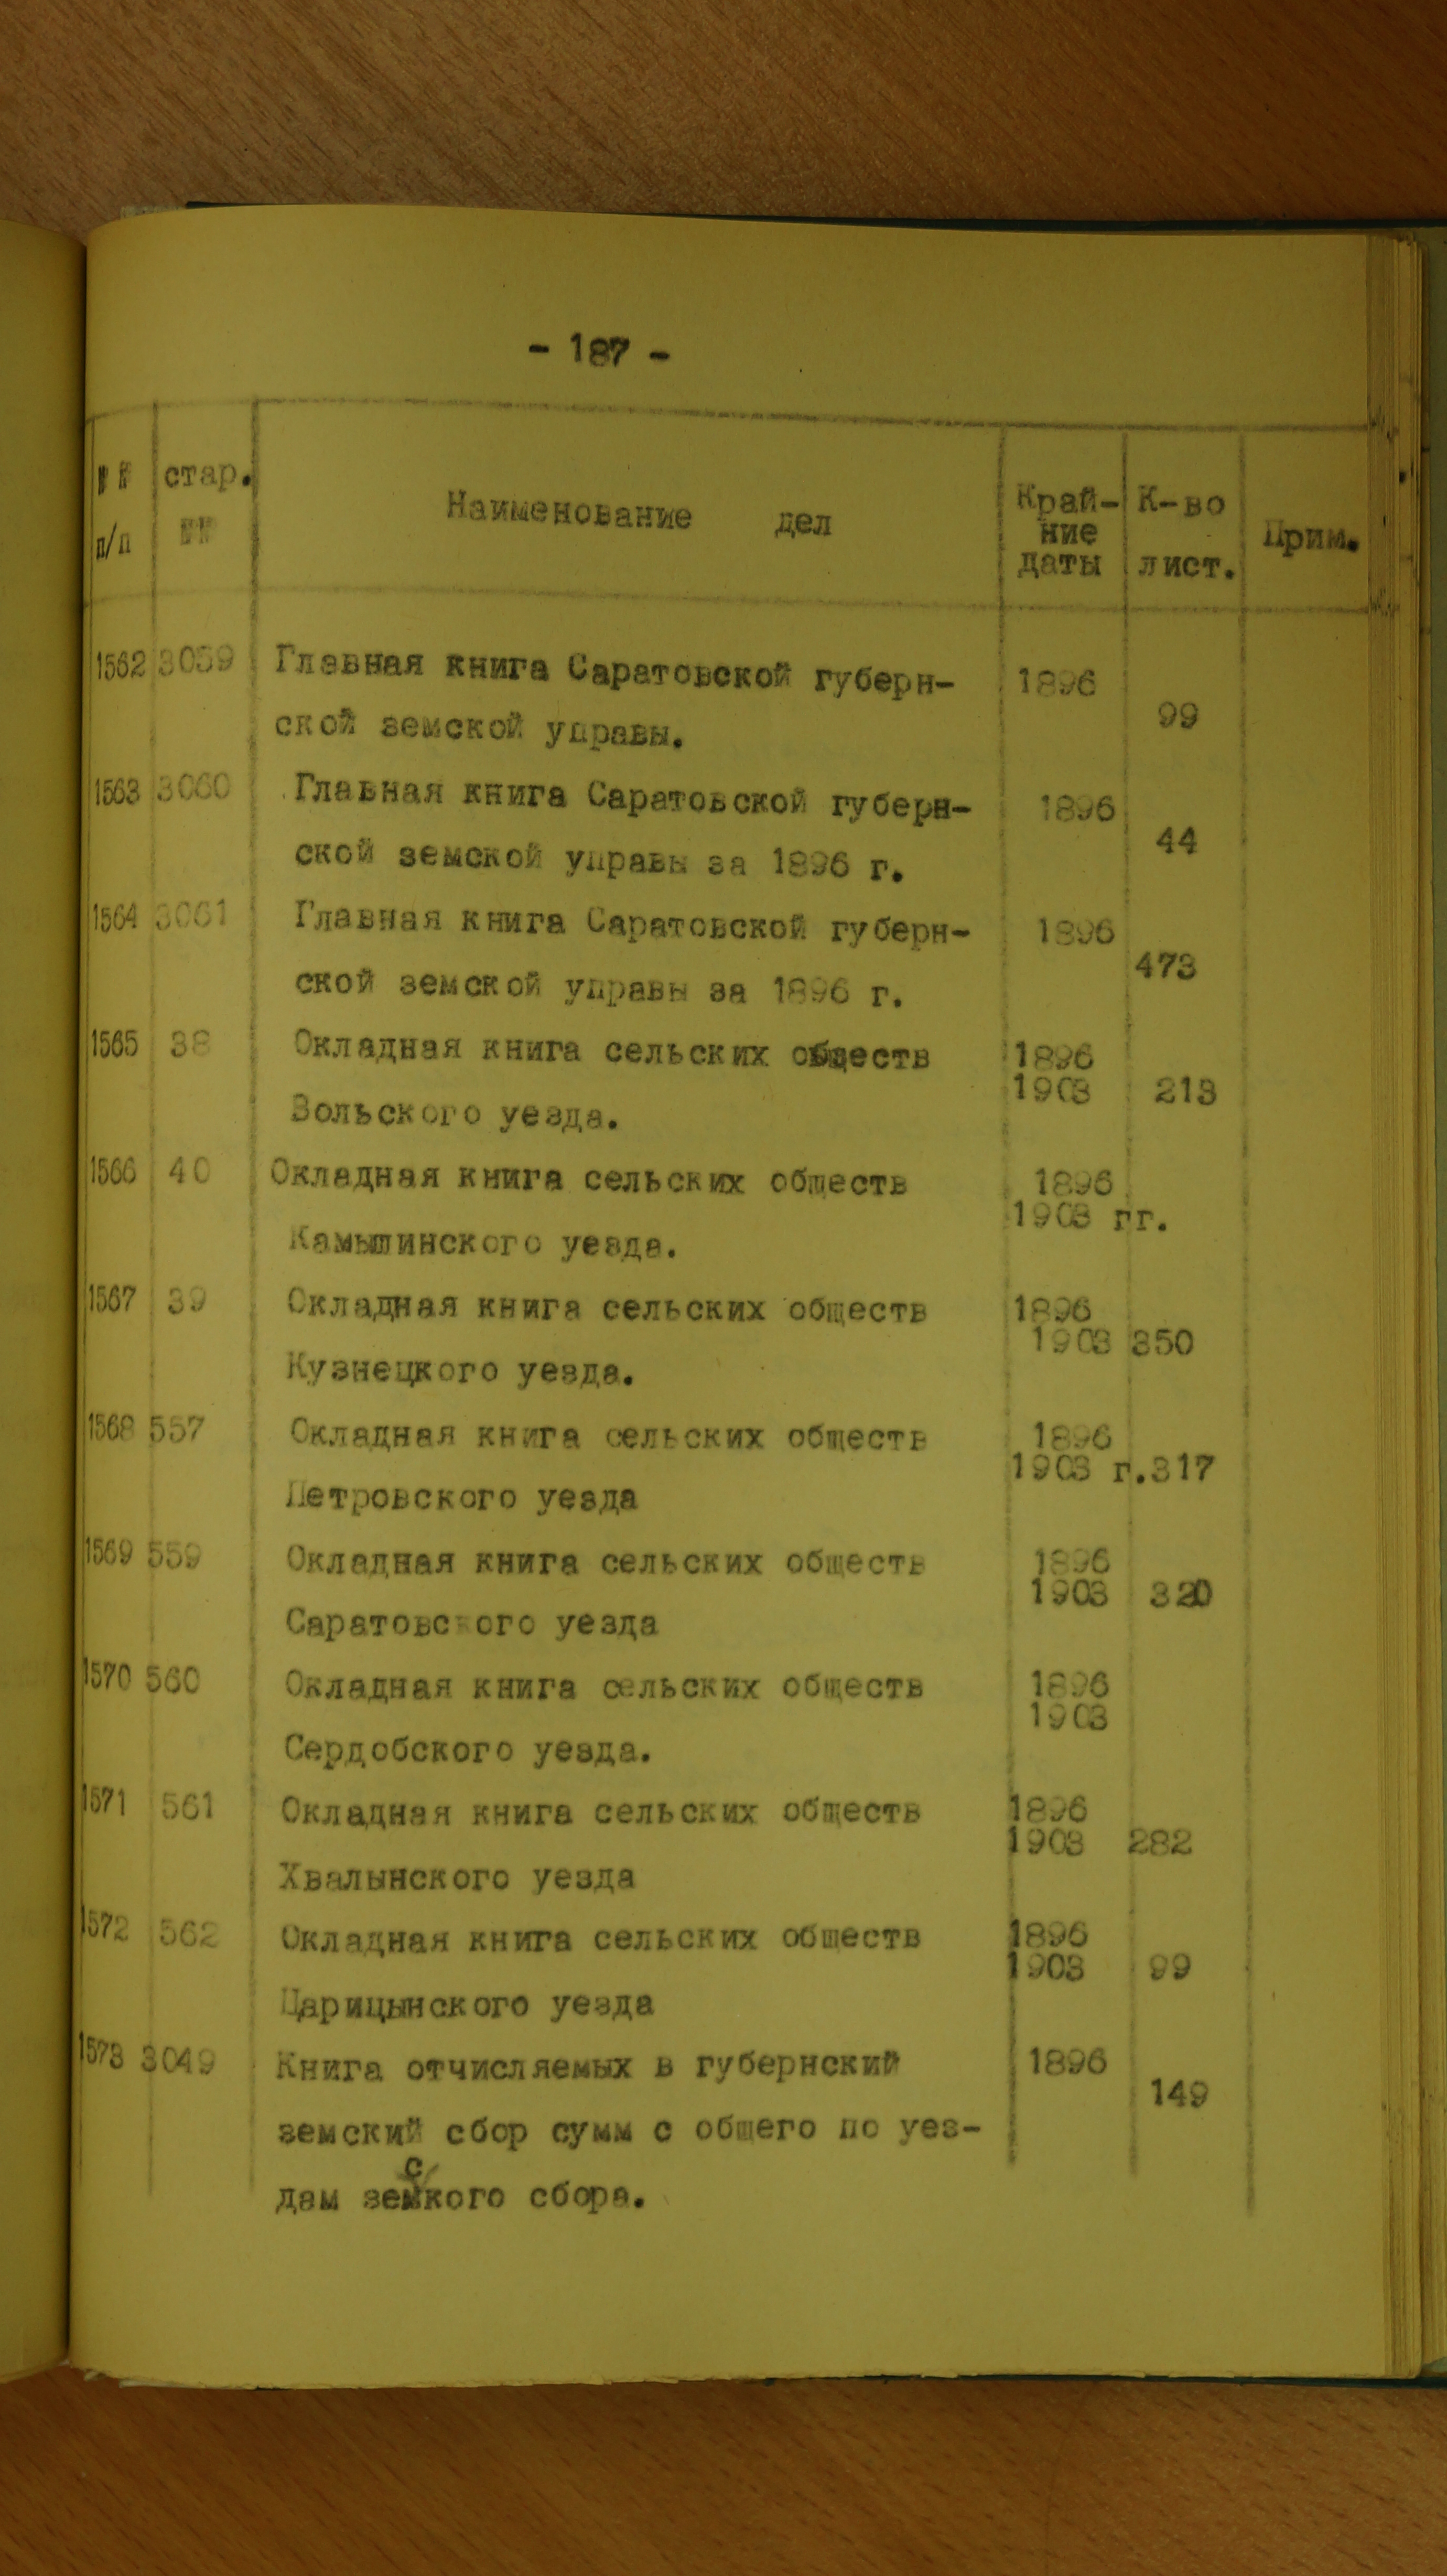 - 187 -
№№ стар. Наименование дел Край- К-во Прим.
п/п №№ ние
даты лист.
1562 3059 Главная книга Саратовской губерн- 1896
ской земской управы. 99
1563 3060 Главная книга Саратовской губерн- 1896
ской земской управы за 1896 г. 44
1564 3061 Главная книга Саратовской губерн- 1896
ской земской управы за 1896 г. 473
1565 38 Окладная книга сельских обществ 1896
1903 213
Вольского уезда.
1566 40 Окладная книга сельских обществ 1896
1903 гг.
Камышинского уезда.
1567 39 Окладная книга сельских обществ 1896
1903 350
Кузнецкого уезда.
1568 557 Окладная книга сельских обществ 1896
1903 г.317
Петровского уезда
1569 559 Окладная книга сельских обществ 1896
1903 320
Саратовского уезда
1570 560 Окладная книга сельских обществ 1896
1903
Сердобского уезда.
1571 561 Окладная книга сельских обществ 1896
1903 282
Хвалынского уезда
1572 562 Окладная книга сельских обществ 1896
1903 99
Царицынского уезда
1573 3049 Книга отчисляемых в губернский 1896
149
земский сбор сумм с общего по уез-
дам земского сбора.